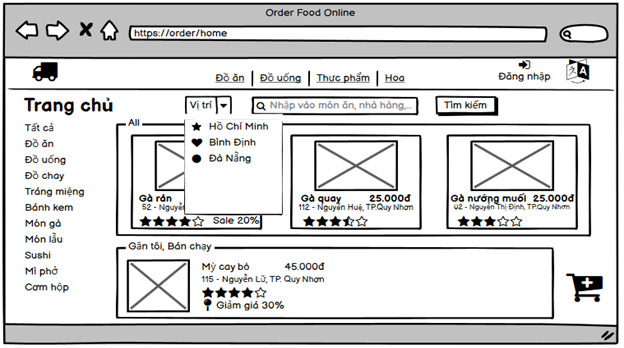 Order Food Online
https://order/home
Đồ ăn | Đồ uống | Thực phẩm | Hoa
Đăng nhập
Trang chủ
Vị trí
Nhập vào món ăn, nhà hàng,...
Tìm kiếm
Hồ Chí Minh
Bình Định
Đà Nẵng
Tất cả
Đồ ăn
Đồ uống
Đồ chay
Tráng miệng
Bánh kem
Món gà
Món lẩu
Sushi
Mì phở
Cơm hộp
All
Gà rán
52 - Nguyễn
Sale 20%
Gà quay 25.000đ
112 - Nguyễn Huệ, TP.Quy Nhơn
Gà nướng muối 25.000đ
02 - Nguyễn Thị Định, TP.Quy Nhơn
Gần tôi, Bán chạy
Mỳ cay bò 45.000đ
115 - Nguyễn Lữ, TP. Quy Nhơn
Giảm giá 30%